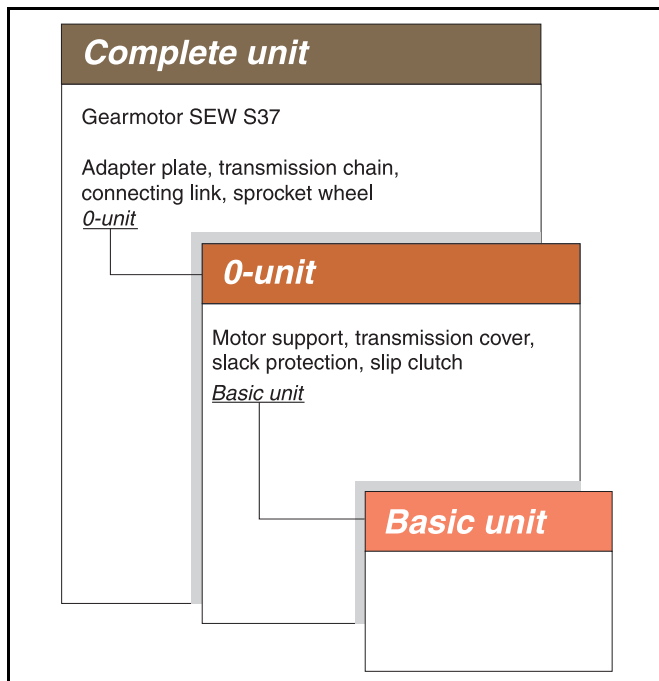 Complete unit
Gearmotor SEW S37
Adapter plate, transmission chain,
connecting link, sprocket wheel
0-unit
0-unit
Motor support, transmission cover,
slack protection, slip clutch
Basic unit
Basic unit